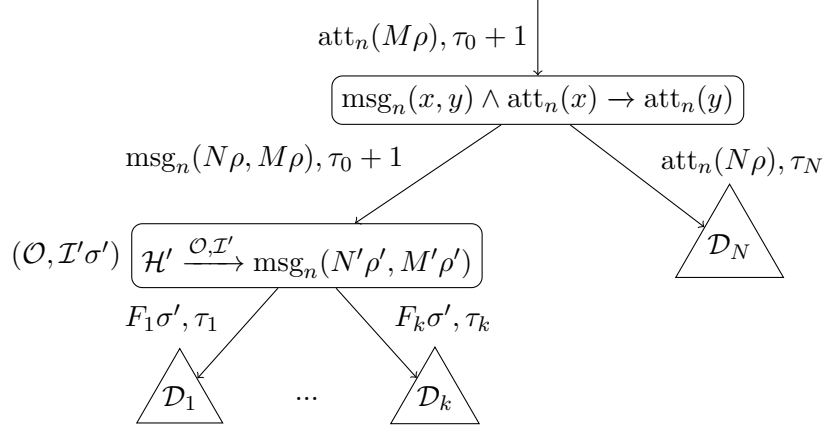 att_n(Mρ), τ_0 + 1
msg_n(x, y) ∧ att_n(x) → att_n(y)
msg_n(Nρ, Mρ), τ_0 + 1
att_n(Nρ), τ_N
(𝒪, ℐ′σ′)
ℋ′ —𝒪,ℐ′→ msg_n(N′ρ′, M′ρ′)
𝒟_N
F_1σ′, τ_1
F_kσ′, τ_k
𝒟_1
...
𝒟_k